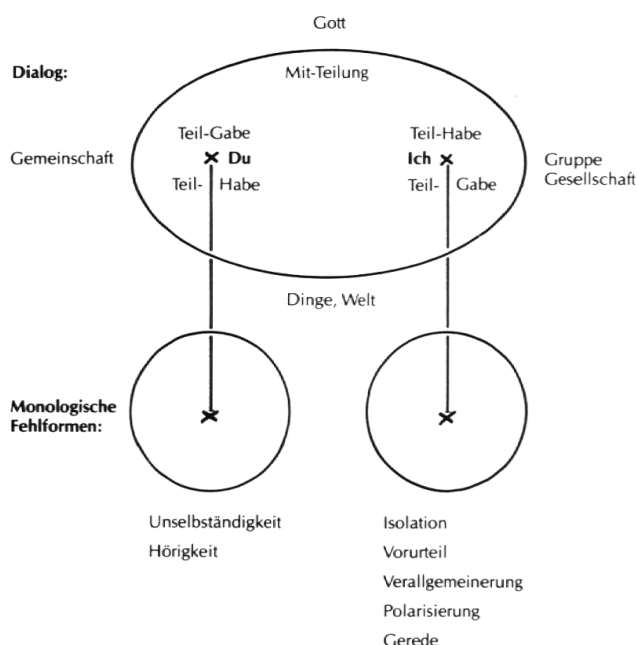 Gott
Dialog:
Mit-Teilung
Teil-Gabe
Teil-Habe
Gemeinschaft
Du
Ich
Gruppe
Gesellschaft
Teil- Habe
Teil- Gabe
Dinge, Welt
Monologische
Fehlformen:
Unselbständigkeit
Hörigkeit
Isolation
Vorurteil
Verallgemeinerung
Polarisierung
Gerede